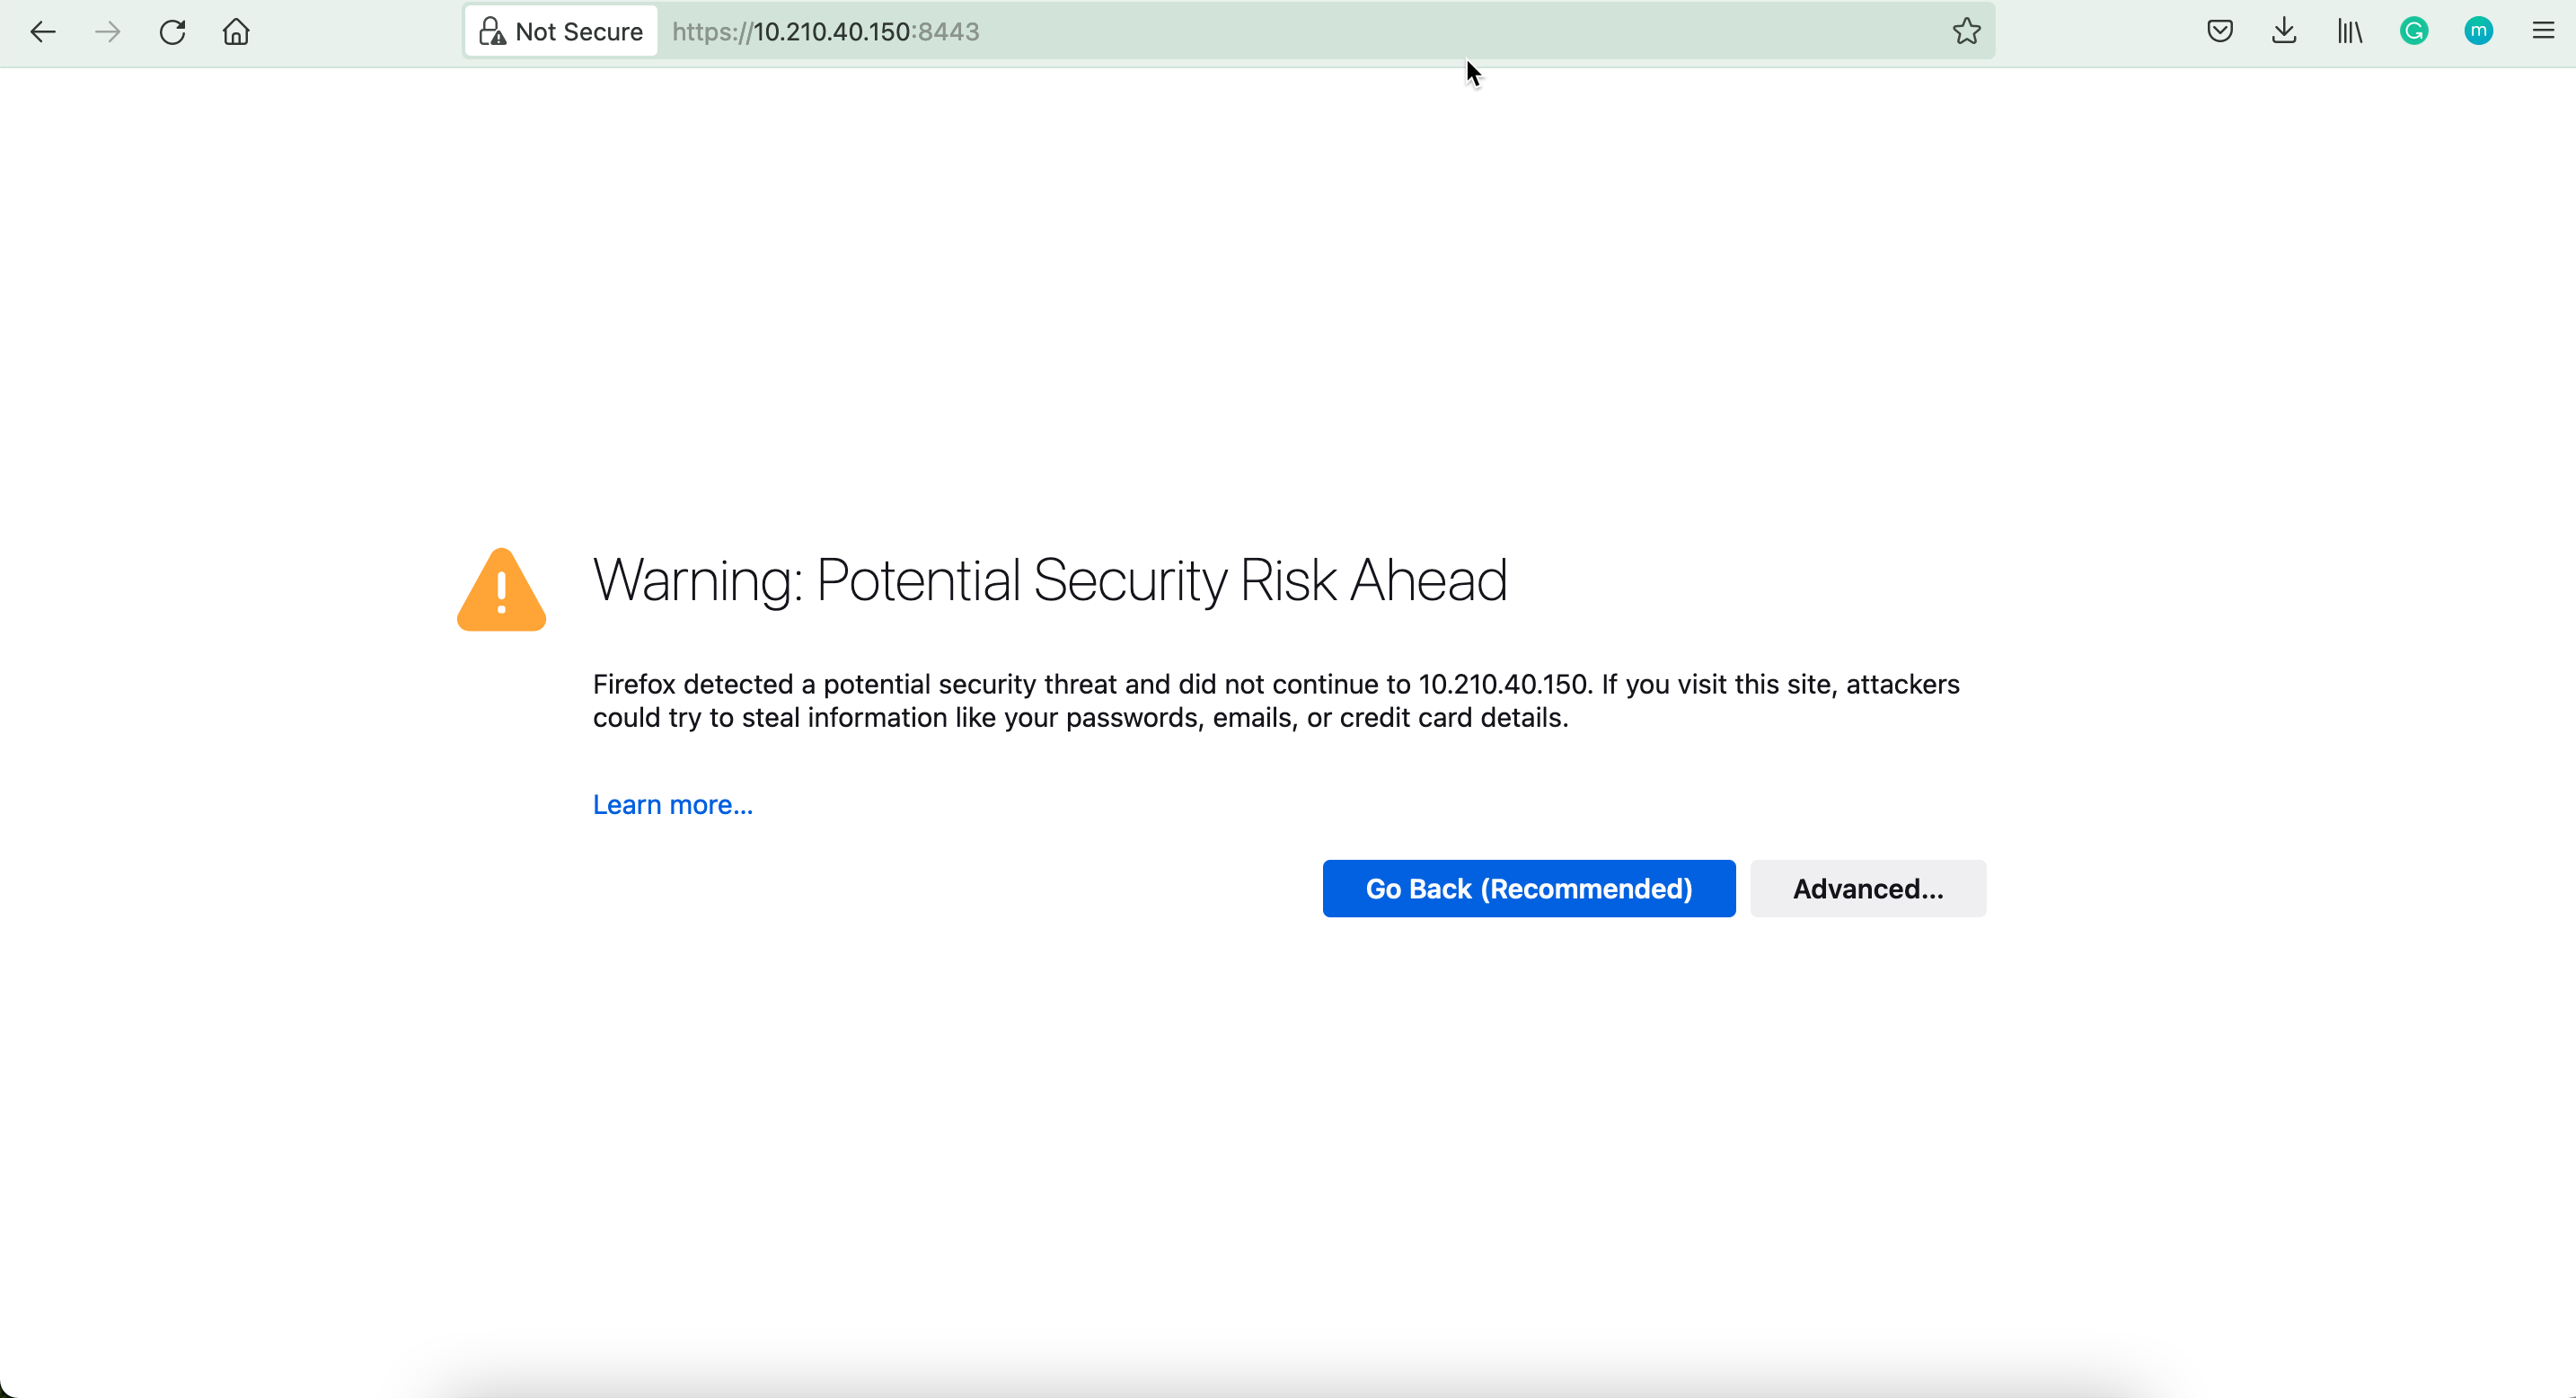 Not Secure https://10.210.40.150:8443
G
m
Warning: Potential Security Risk Ahead
Firefox detected a potential security threat and did not continue to 10.210.40.150. If you visit this site, attackers
could try to steal information like your passwords, emails, or credit card details.
Learn more...
Go Back (Recommended) Advanced...